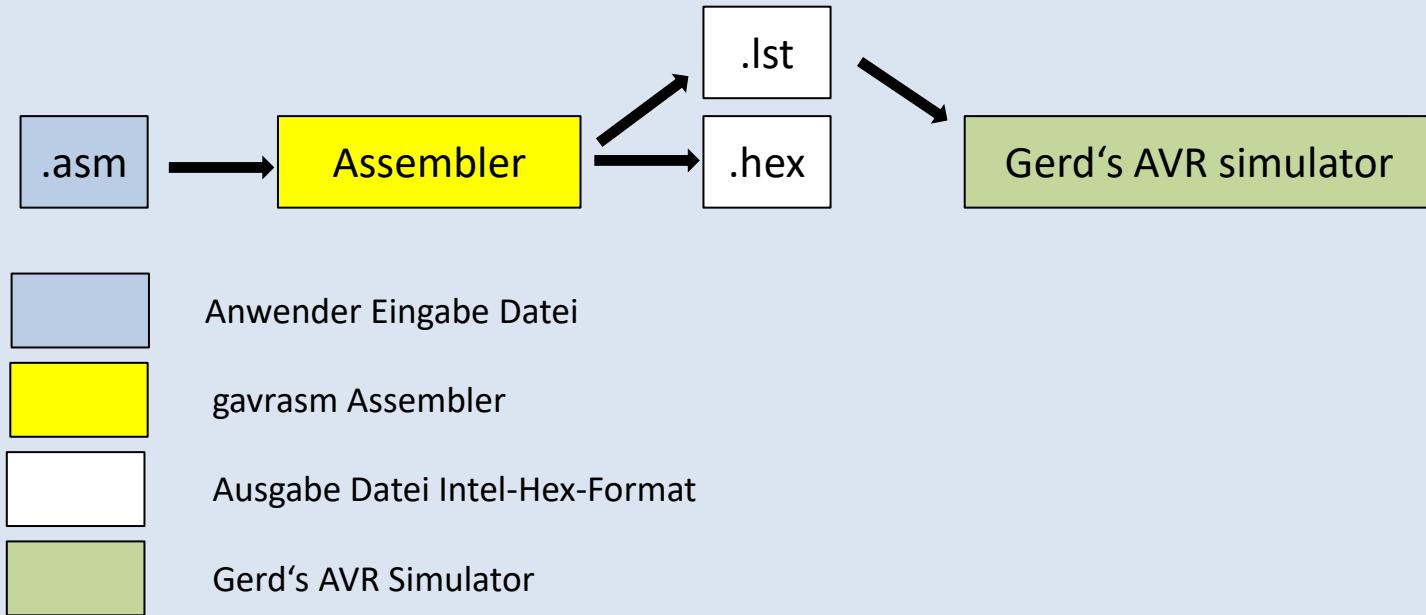 .lst
.asm
Assembler
.hex
Gerd‘s AVR simulator
Anwender Eingabe Datei
gavrasm Assembler
Ausgabe Datei Intel-Hex-Format
Gerd‘s AVR Simulator